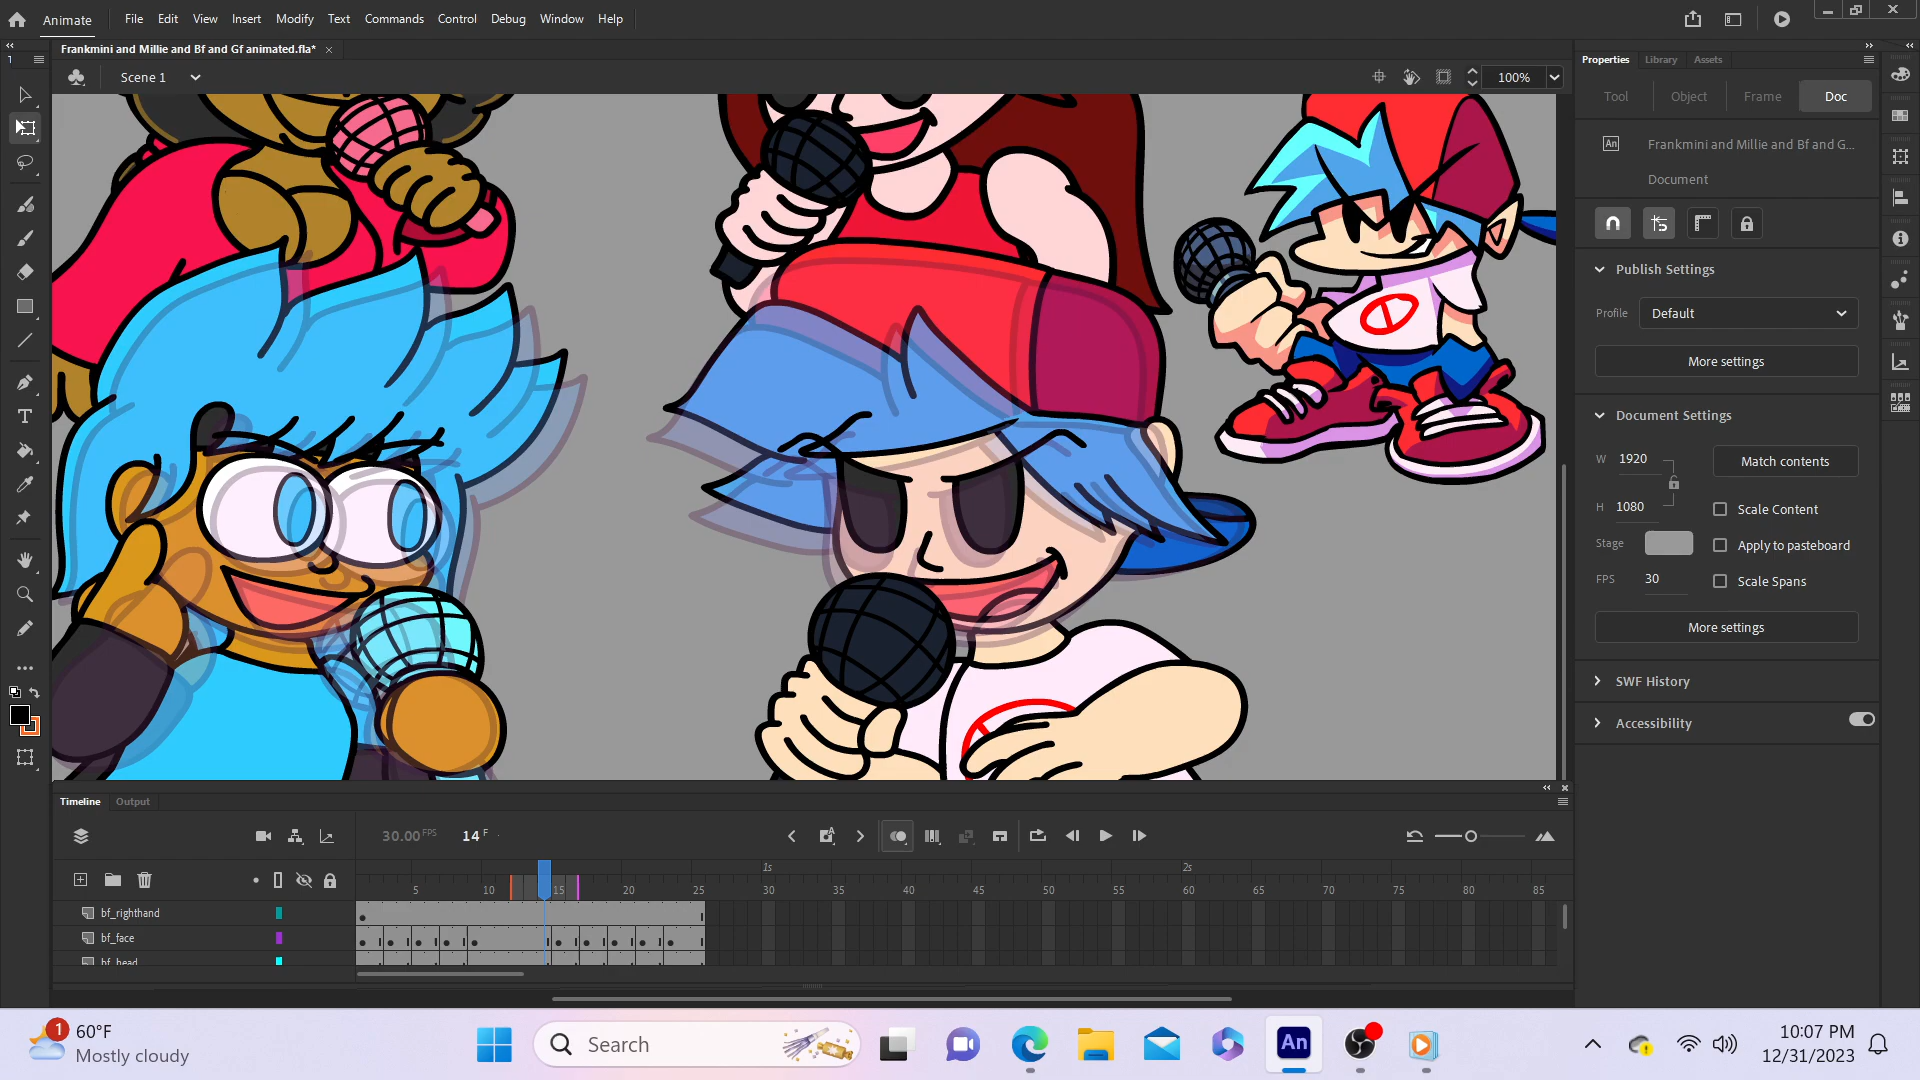 Animate
File Edit View Insert Modify Text Commands Control Debug Window Help
1
Frankmini and Millie and Bf and Gf animated.fla*
Scene 1
100%
Properties Library Assets
Tool Object Frame Doc
An
Frankmini and Millie and Bf and G...
Document
Publish Settings
Profile Default
More settings
Document Settings
W 1920
Match contents
H 1080
Scale Content
Stage
Apply to pasteboard
FPS 30
Scale Spans
More settings
SWF History
Accessibility
Timeline Output
30.00 FPS 14 F
1s 2s
5 10 15 20 25 30 35 40 45 50 55 60 65 70 75 80 85
bf_righthand
bf_face
bf_head
1
60°F
Mostly cloudy
Search
An
10:07 PM
12/31/2023